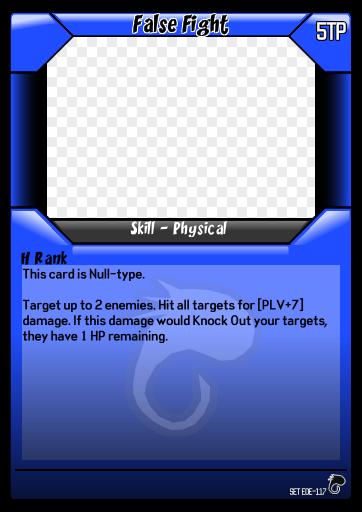 False Fight
5TP
Skill - Physical
H Rank
This card is Null-type.
Target up to 2 enemies. Hit all targets for [PLV+7]
damage. If this damage would Knock Out your targets,
they have 1 HP remaining.
SET EOE-117